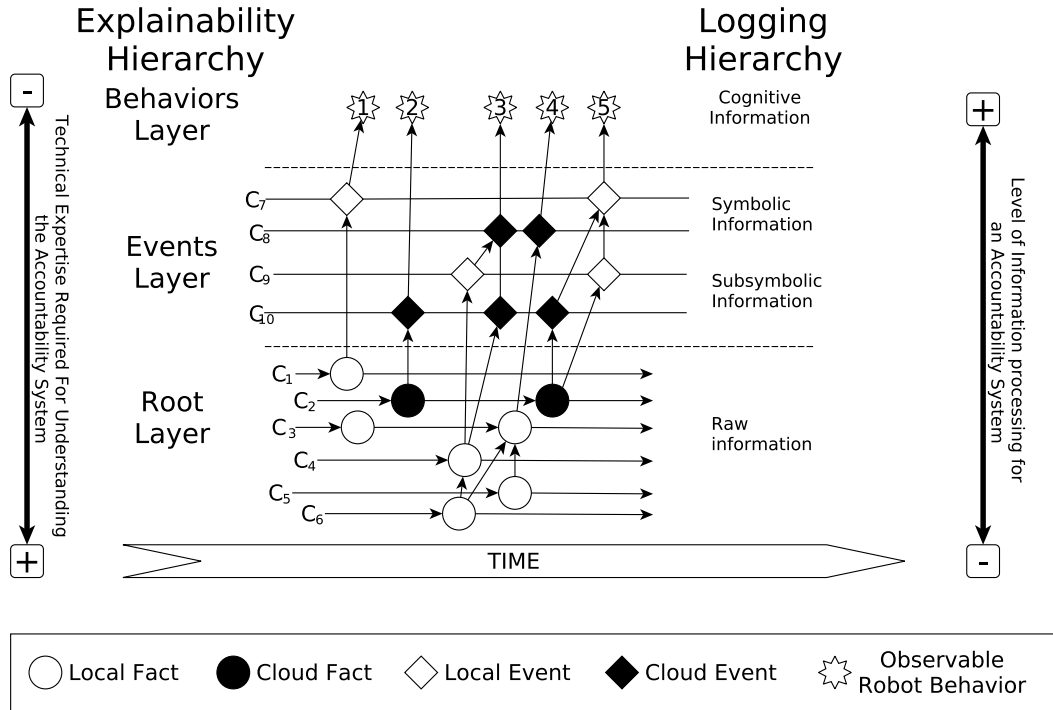 Explainability
Hierarchy
Logging
Hierarchy
-
+
Behaviors
Layer
1
2
3
4
5
Cognitive
Information
Technical Expertise Required For Understanding
the Accountability System
Level of Information processing for
an Accountability System
C7
C8
C9
C10
Events
Layer
Symbolic
Information
Subsymbolic
Information
C1
C2
C3
C4
C5
C6
Root
Layer
Raw
information
+
-
TIME
Local Fact
Cloud Fact
Local Event
Cloud Event
Observable
Robot Behavior